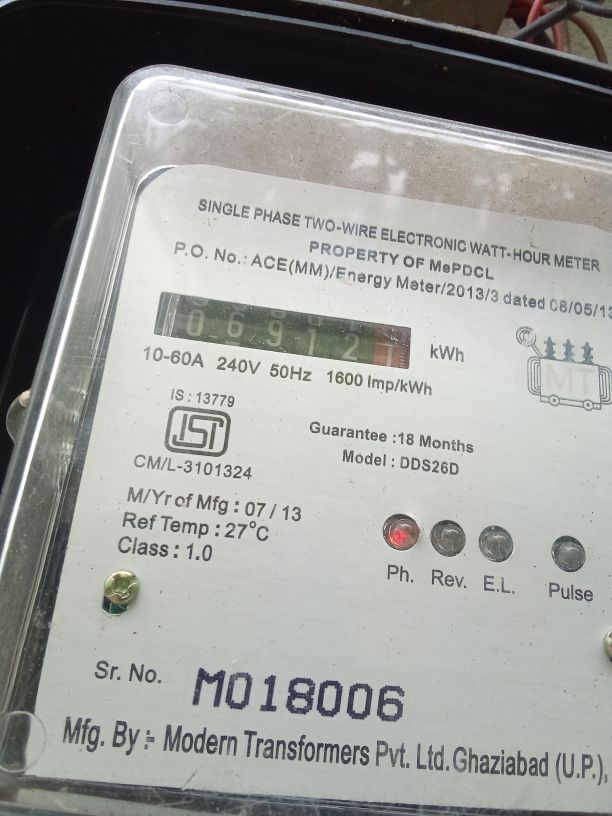 SINGLE PHASE TWO-WIRE ELECTRONIC WATT-HOUR METER
PROPERTY OF MePDCL
P.O. No.: ACE(MM)/Energy Meter/2013/3 dated 08/05/13
06912 kWh
10-60A 240V 50Hz 1600 Imp/kWh
MT
IS : 13779
ISI
CM/L-3101324
Guarantee : 18 Months
Model : DDS26D
M/Yr of Mfg : 07 / 13
Ref Temp : 27°C
Class : 1.0
Ph. Rev. E.L. Pulse
Sr. No. M018006
Mfg. By :- Modern Transformers Pvt. Ltd. Ghaziabad (U.P.),